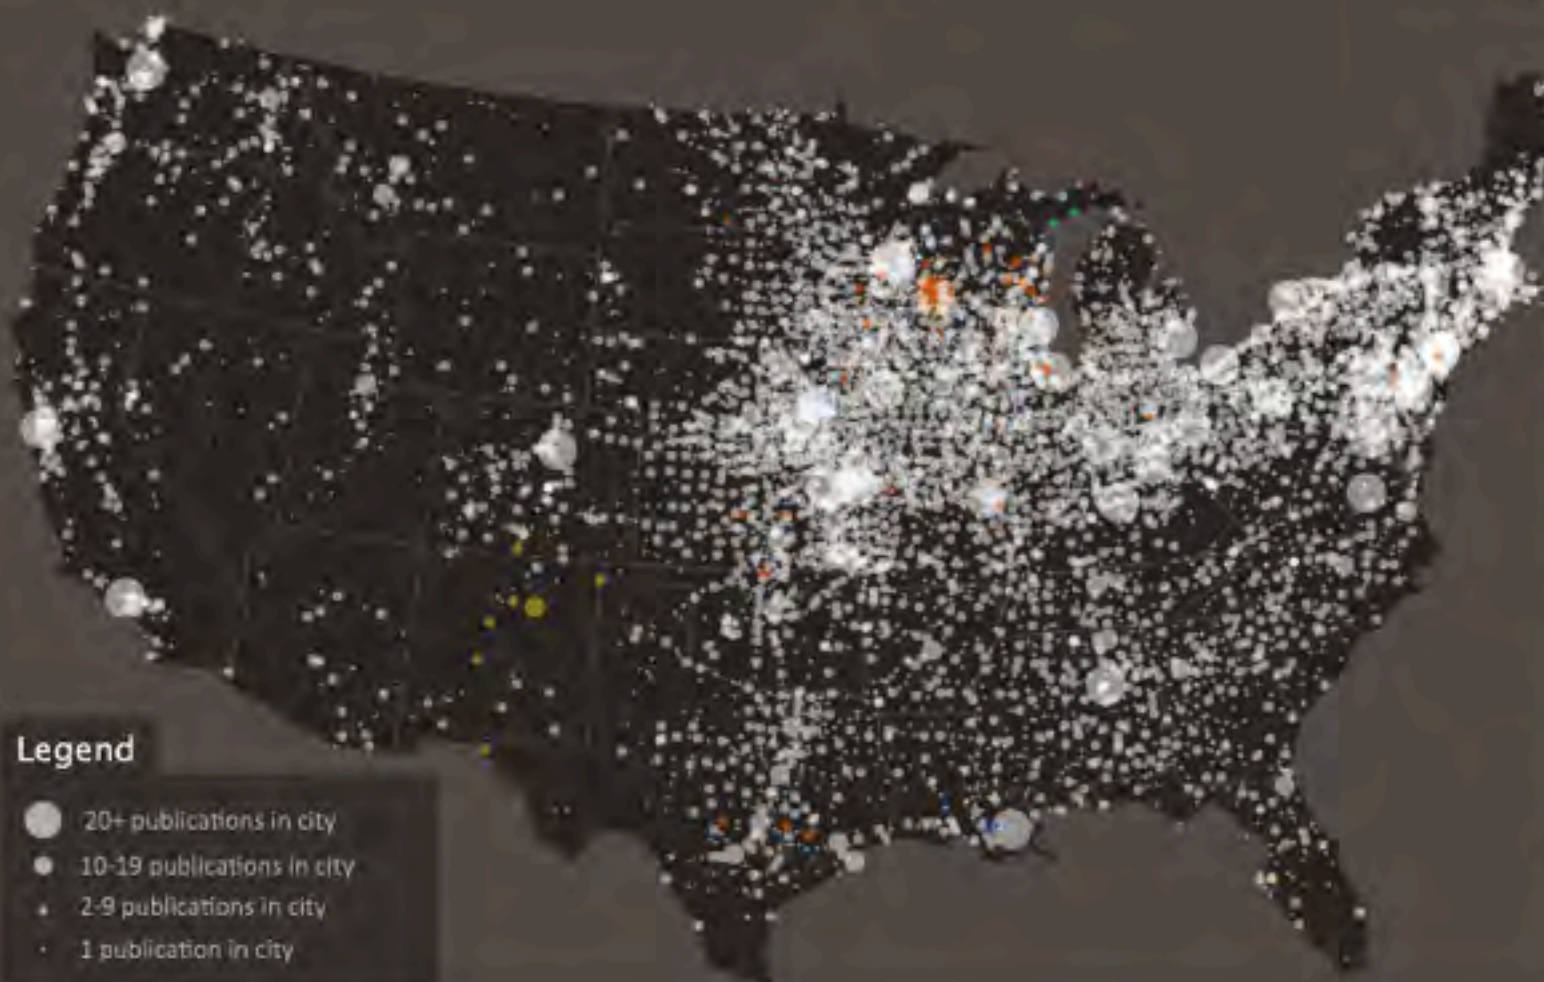 Legend
20+ publications in city
10-19 publications in city
2-9 publications in city
1 publication in city